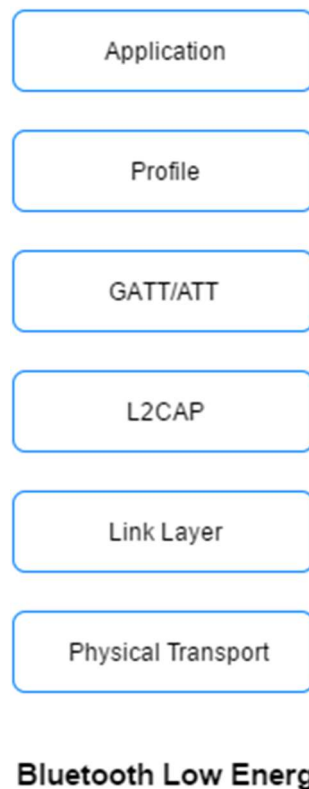 Application
Profile
GATT/ATT
L2CAP
Link Layer
Physical Transport
Bluetooth Low Energ